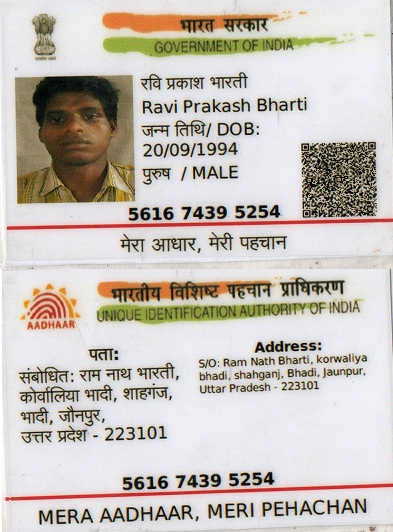 भारत सरकार
GOVERNMENT OF INDIA
रवि प्रकाश भारती
Ravi Prakash Bharti
जन्म तिथि/ DOB:
20/09/1994
पुरुष / MALE
5616 7439 5254
मेरा आधार, मेरी पहचान
भारतीय विशिष्ट पहचान प्राधिकरण
UNIQUE IDENTIFICATION AUTHORITY OF INDIA
AADHAAR
पता:
संबोधित: राम नाथ भारती,
कोर्वालिया भादी, शाहगंज,
भादी, जौनपुर,
उत्तर प्रदेश - 223101
Address:
S/O: Ram Nath Bharti, korwaliya
bhadi, shahganj, Bhadi, Jaunpur,
Uttar Pradesh - 223101
5616 7439 5254
MERA AADHAAR, MERI PEHACHAN